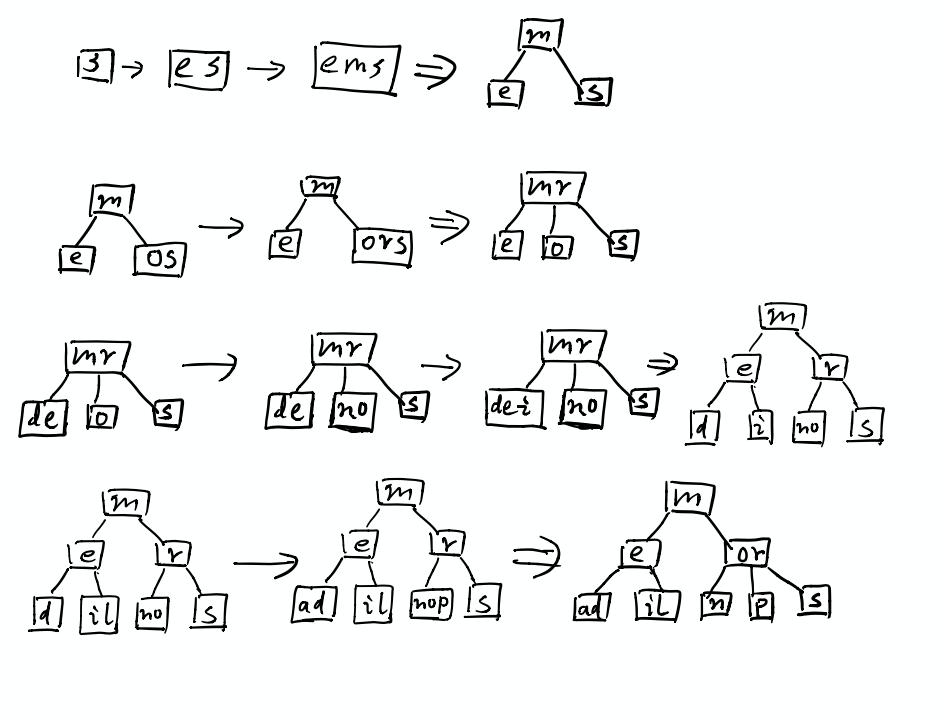 s → es → ems ⇒ m
e s
m → m ⇒ mr
e os e ors e o s
mr → mr → mr ⇒ m
e r
de o s de no s dei no s d i no s
m → m ⇒ m
e r e r e or
d il no s ad il nop s ad il n p s